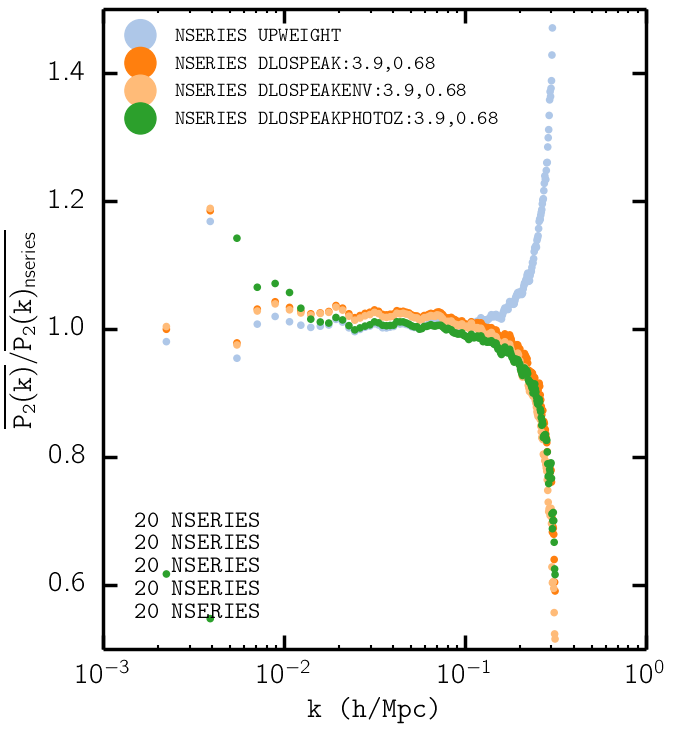 NSERIES UPWEIGHT
NSERIES DLOSPEAK:3.9,0.68
NSERIES DLOSPEAKENV:3.9,0.68
NSERIES DLOSPEAKPHOTOZ:3.9,0.68
1.4
1.2
1.0
0.8
0.6
P₂(k)/P₂(k)nseries
20 NSERIES
20 NSERIES
20 NSERIES
20 NSERIES
20 NSERIES
10⁻³ 10⁻² 10⁻¹ 10⁰
k (h/Mpc)